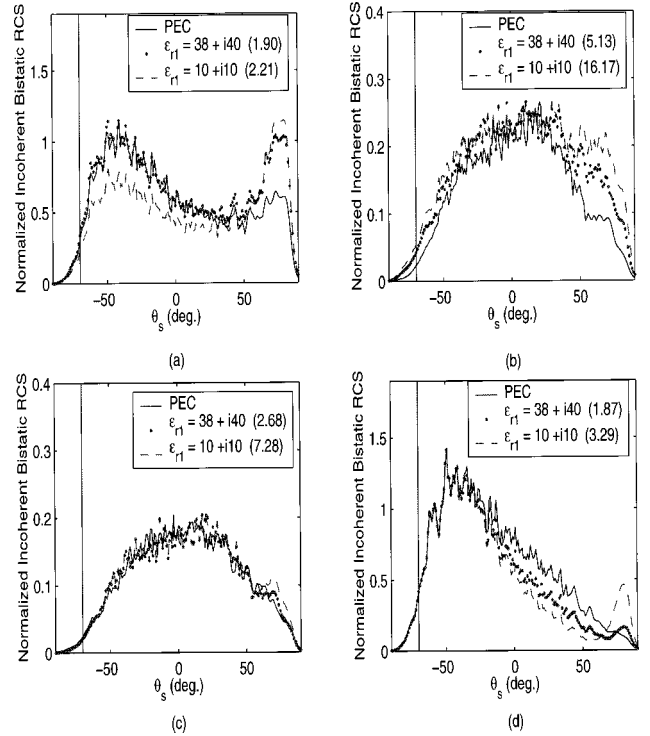 Normalized Incoherent Bistatic RCS
PEC
ε_r1 = 38 + i40 (1.90)
ε_r1 = 10 +i10 (2.21)
1.5
1
0.5
0
−50
0
50
θ_s (deg.)
(a)
Normalized Incoherent Bistatic RCS
PEC
ε_r1 = 38 + i40 (5.13)
ε_r1 = 10 +i10 (16.17)
0.4
0.3
0.2
0.1
0
−50
0
50
θ_s (deg.)
(b)
Normalized Incoherent Bistatic RCS
PEC
ε_r1 = 38 + i40 (2.68)
ε_r1 = 10 +i10 (7.28)
0.4
0.3
0.2
0.1
0
−50
0
50
θ_s (deg.)
(c)
Normalized Incoherent Bistatic RCS
PEC
ε_r1 = 38 + i40 (1.87)
ε_r1 = 10 +i10 (3.29)
1.5
1
0.5
0
−50
0
50
θ_s (deg.)
(d)